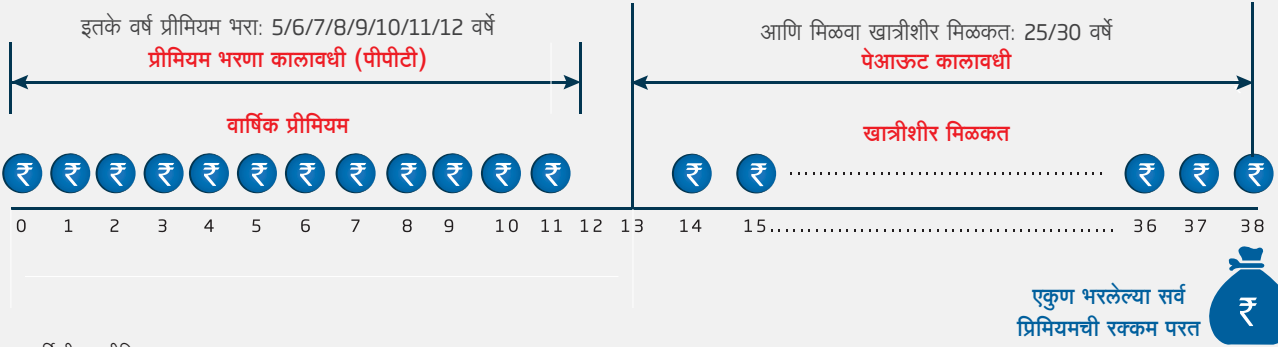 इतके वर्ष प्रीमियम भरा: 5/6/7/8/9/10/11/12 वर्षे
प्रीमियम भरणा कालावधी (पीपीटी)
आणि मिळवा खात्रीशीर मिळकत: 25/30 वर्षे
पेआऊट कालावधी
वार्षिक प्रीमियम
खात्रीशीर मिळकत
₹ ₹ ₹ ₹ ₹ ₹ ₹ ₹ ₹ ₹ ₹ ₹ ₹ ₹ ........................................ ₹ ₹ ₹
0 1 2 3 4 5 6 7 8 9 10 11 12 13 14 15........................................ 36 37 38
एकुण भरलेल्या सर्व
प्रिमियमची रक्कम परत
₹